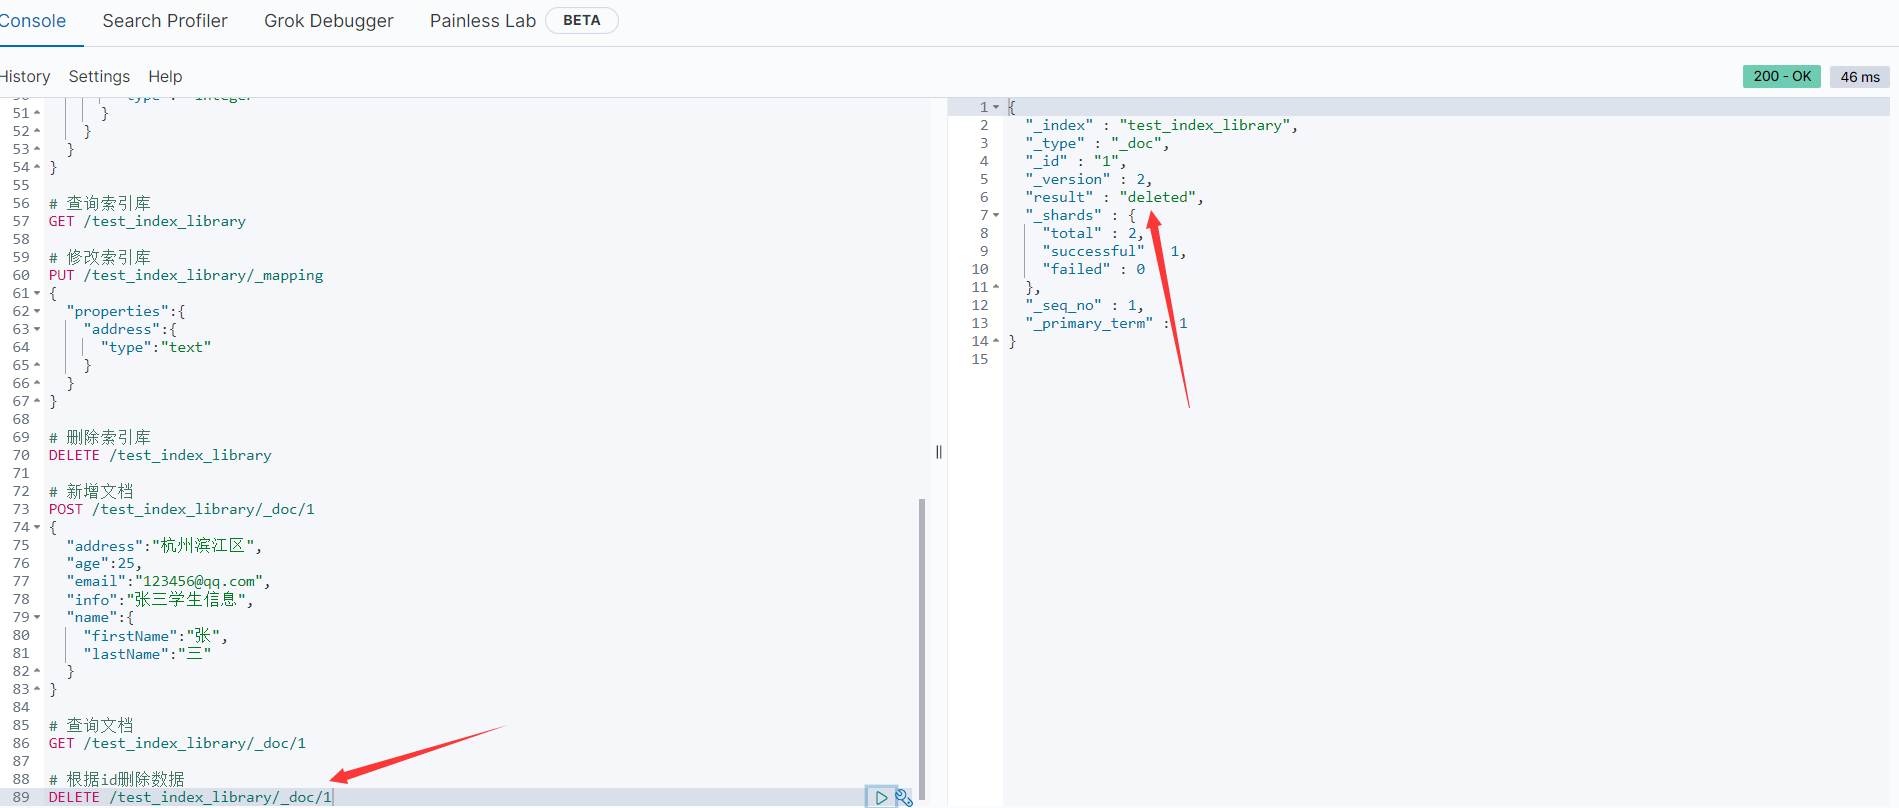 Console Search Profiler Grok Debugger Painless Lab BETA
History Settings Help
200 - OK 46 ms
51 }
52 }
53 }
54 }
55
56 # 查询索引库
57 GET /test_index_library
58
59 # 修改索引库
60 PUT /test_index_library/_mapping
61 {
62 "properties":{
63 "address":{
64 "type":"text"
65 }
66 }
67 }
68
69 # 删除索引库
70 DELETE /test_index_library
71
72 # 新增文档
73 POST /test_index_library/_doc/1
74 {
75 "address":"杭州滨江区",
76 "age":25,
77 "email":"123456@qq.com",
78 "info":"张三学生信息",
79 "name":{
80 "firstName":"张",
81 "lastName":"三"
82 }
83 }
84
85 # 查询文档
86 GET /test_index_library/_doc/1
87
88 # 根据id删除数据
89 DELETE /test_index_library/_doc/1
1 {
2 "_index" : "test_index_library",
3 "_type" : "_doc",
4 "_id" : "1",
5 "_version" : 2,
6 "result" : "deleted",
7 "_shards" : {
8 "total" : 2,
9 "successful" 1,
10 "failed" : 0
11 },
12 "_seq_no" : 1,
13 "_primary_term" : 1
14 }
15